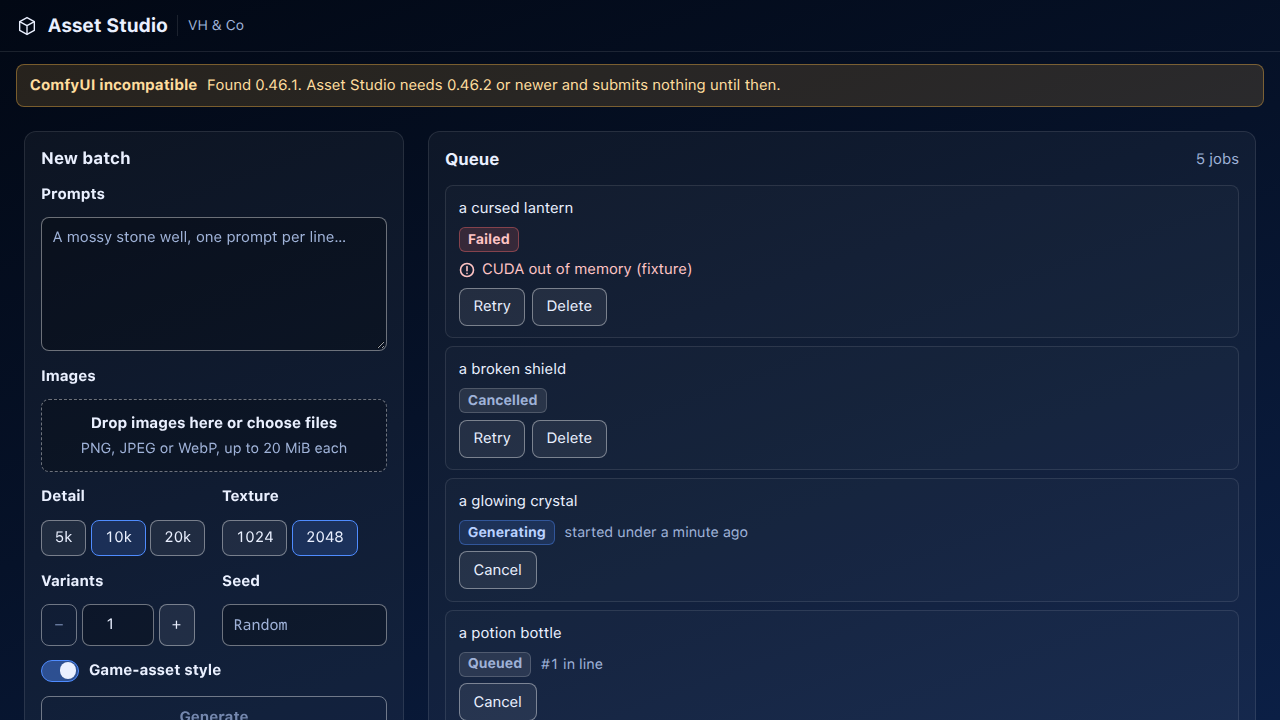 Asset Studio VH & Co
ComfyUI incompatible Found 0.46.1. Asset Studio needs 0.46.2 or newer and submits nothing until then.
New batch
Prompts
A mossy stone well, one prompt per line...
Images
Drop images here or choose files
PNG, JPEG or WebP, up to 20 MiB each
Detail Texture
5k 10k 20k 1024 2048
Variants Seed
− 1 + Random
Game-asset style
Generate
Queue 5 jobs
a cursed lantern
Failed
CUDA out of memory (fixture)
Retry Delete
a broken shield
Cancelled
Retry Delete
a glowing crystal
Generating started under a minute ago
Cancel
a potion bottle
Queued #1 in line
Cancel